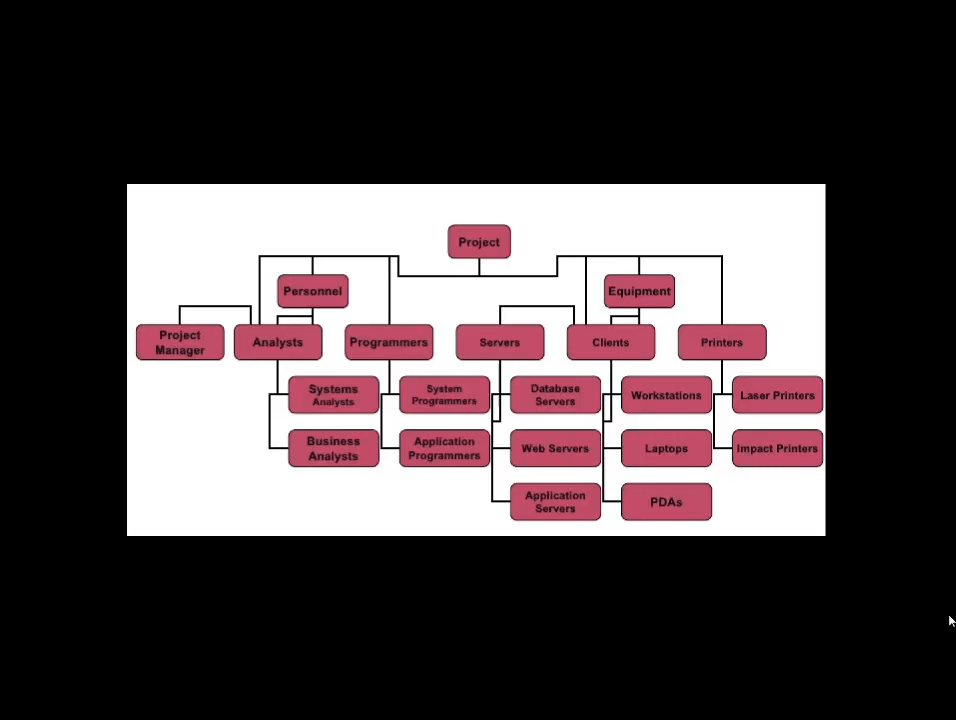 Project
Personnel
Equipment
Project
Manager
Analysts
Programmers
Servers
Clients
Printers
Systems
Analysts
System
Programmers
Database
Servers
Workstations
Laser Printers
Business
Analysts
Application
Programmers
Web Servers
Laptops
Impact Printers
Application
Servers
PDAs